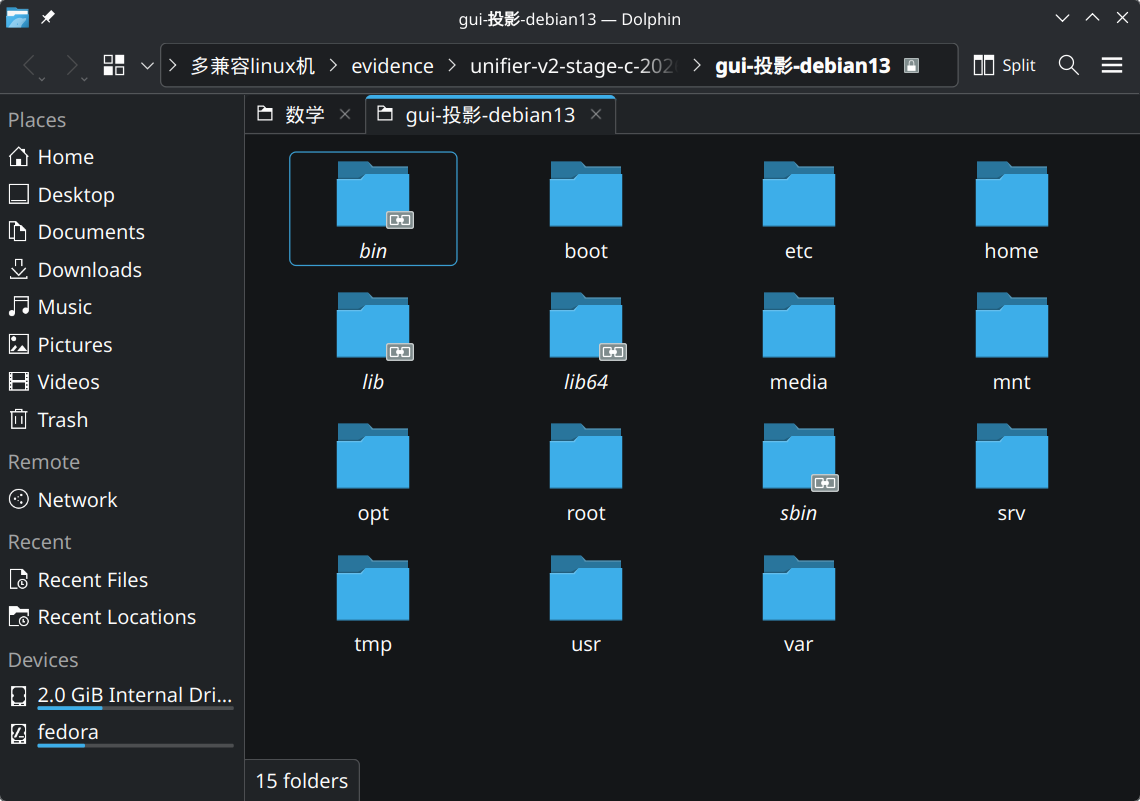 gui-投影-debian13 — Dolphin
多兼容linux机 evidence unifier-v2-stage-c-202 gui-投影-debian13 Split
数学 gui-投影-debian13
Places
Home
Desktop
Documents
Downloads
Music
Pictures
Videos
Trash
Remote
Network
Recent
Recent Files
Recent Locations
Devices
2.0 GiB Internal Dri...
fedora
bin boot etc home
lib lib64 media mnt
opt root sbin srv
tmp usr var
15 folders